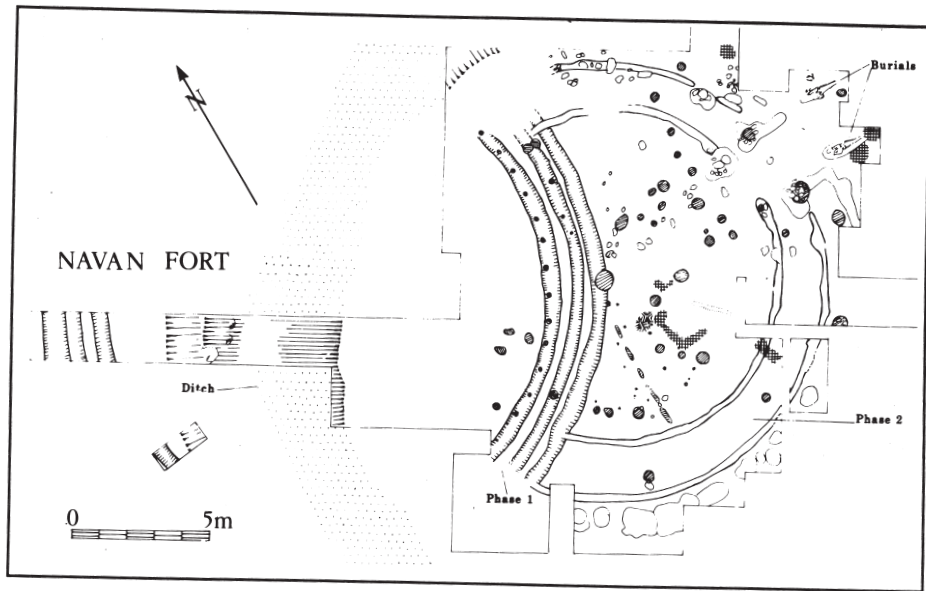 Burials
N
NAVAN FORT
Ditch
Phase 2
Phase 1
0 5m